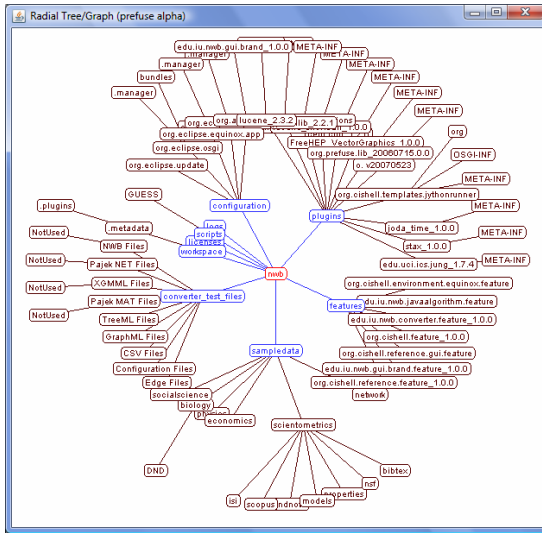 Radial Tree/Graph (prefuse alpha)
edu.iu.nwb.gui.brand_1.0.0
META-INF
.manager
META-INF
.manager
META-INF
bundles
META-INF
.manager
META-INF
lucene_2.3.2
META-INF
org.eclipse.equinox.app
org
FreeHEP_VectorGraphics_1.0.0
org.eclipse.osgi
org.prefuse.lib_20060715.0.0
OSGI-INF
org.eclipse.update
META-INF
GUESS
org.cishell.templates.jythonrunner
.plugins
configuration
META-INF
plugins
.metadata
logs
joda_time_1.0.0
NotUsed
scripts
META-INF
NWB Files
licenses
stax_1.0.0
workspace
NotUsed
Pajek NET Files
edu.uci.ics.jung_1.7.4
META-INF
nwb
XGMML Files
org.cishell.environment.equinox.feature
NotUsed
converter_test_files
Pajek MAT Files
features
edu.iu.nwb.javaalgorithm.feature
NotUsed
TreeML Files
edu.iu.nwb.converter.feature_1.0.0
GraphML Files
org.cishell.feature_1.0.0
CSV Files
sampledata
org.cishell.reference.gui.feature
Configuration Files
edu.iu.nwb.gui.brand.feature_1.0.0
Edge Files
org.cishell.reference.feature_1.0.0
socialscience
network
biology
physics
economics
scientometrics
DND
bibtex
nsf
properties
isi
scopus
models